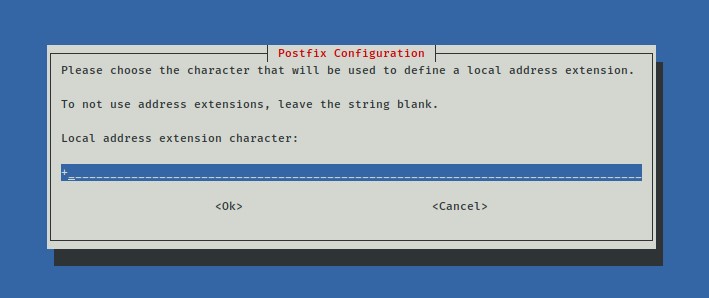 Postfix Configuration
Please choose the character that will be used to define a local address extension.
To not use address extensions, leave the string blank.
Local address extension character:
+_______________________________________________________________________________
<Ok> <Cancel>